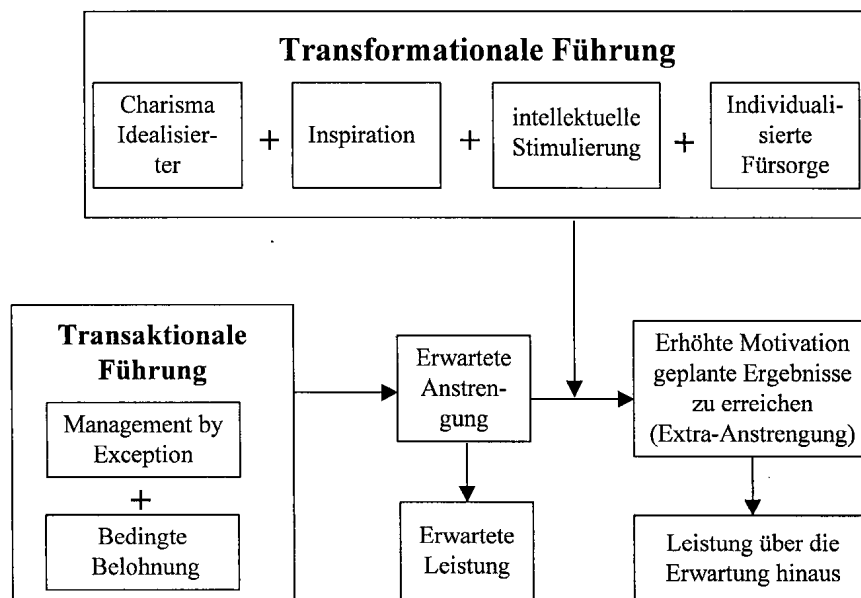 Transformationale Führung
Charisma
Idealisier-
ter
+
Inspiration
+
intellektuelle
Stimulierung
+
Individuali-
sierte
Fürsorge
Transaktionale
Führung
Management by
Exception
+
Bedingte
Belohnung
Erwartete
Anstren-
gung
Erwartete
Leistung
Erhöhte Motivation
geplante Ergebnisse
zu erreichen
(Extra-Anstrengung)
Leistung über die
Erwartung hinaus